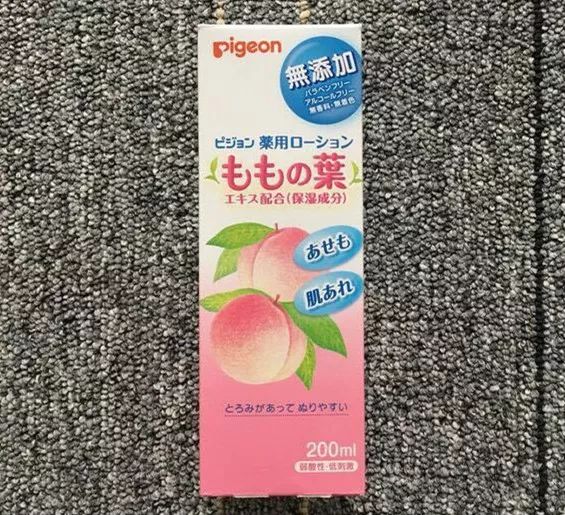 Pigeon
無添加
パラベンフリー
アルコールフリー
無香料・無着色
ピジョン 薬用ローション
ももの葉
エキス配合(保湿成分)
あせも
肌あれ
とろみがあって ぬりやすい
200ml
弱酸性・低刺激